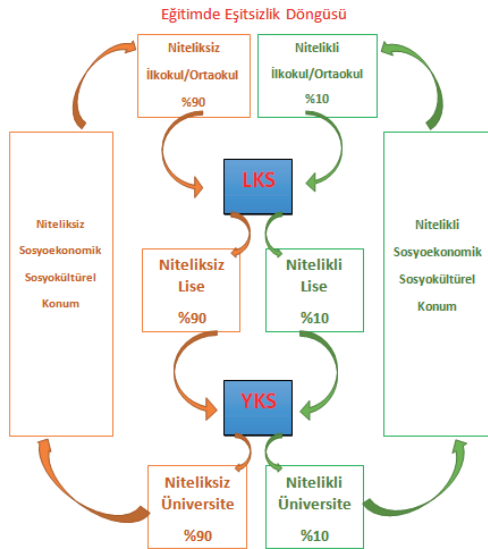 Eğitimde Eşitsizlik Döngüsü
Niteliksiz
İlkokul/Ortaokul
%90
Nitelikli
İlkokul/Ortaokul
%10
LKS
Niteliksiz
Sosyoekonomik
Sosyokültürel
Konum
Nitelikli
Sosyoekonomik
Sosyokültürel
Konum
Niteliksiz
Lise
%90
Nitelikli
Lise
%10
YKS
Niteliksiz
Üniversite
%90
Nitelikli
Üniversite
%10